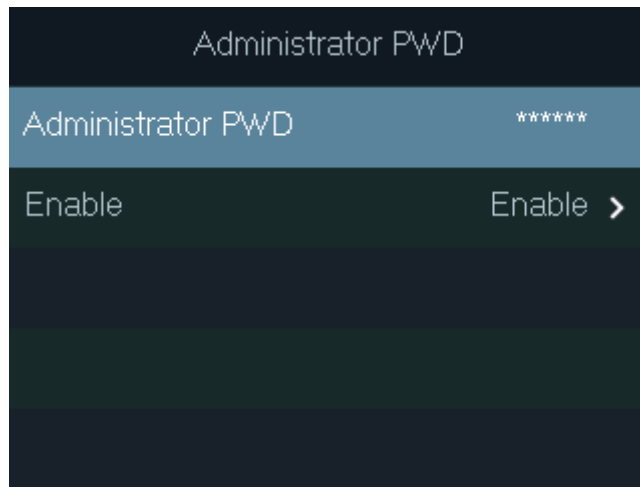 Administrator PWD
Administrator PWD ******
Enable Enable >